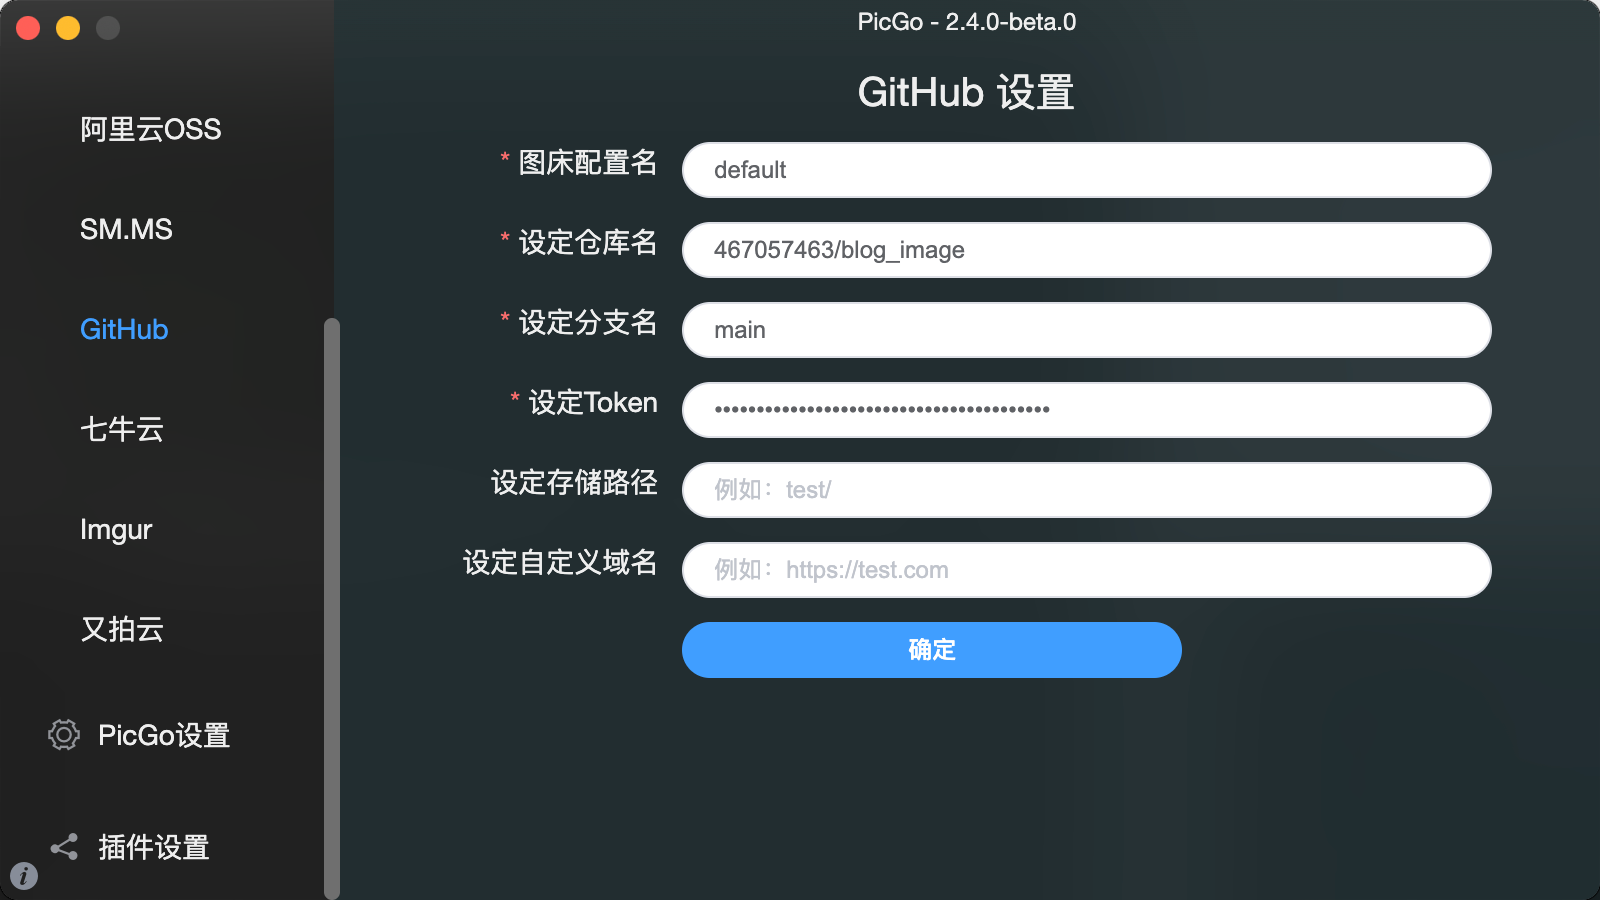 PicGo - 2.4.0-beta.0
阿里云OSS
SM.MS
GitHub
七牛云
Imgur
又拍云
PicGo设置
插件设置
GitHub 设置
* 图床配置名
default
* 设定仓库名
467057463/blog_image
* 设定分支名
main
* 设定Token
••••••••••••••••••••••••••••••••••••••••
设定存储路径
例如：test/
设定自定义域名
例如：https://test.com
确定